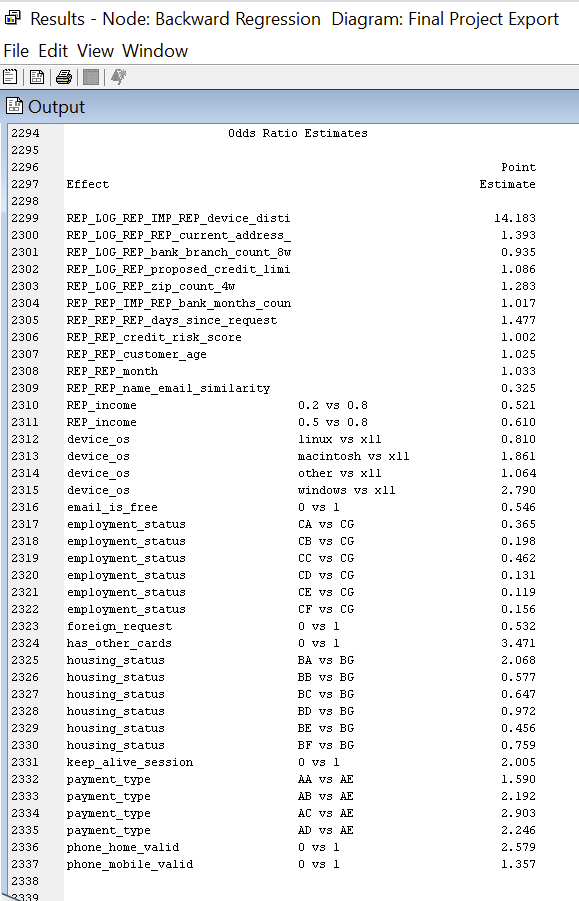 Results - Node: Backward Regression Diagram: Final Project Export
File Edit View Window
Output
2294 Odds Ratio Estimates
2295
2296 Point
2297 Effect Estimate
2298
2299 REP_LOG_REP_IMP_REP_device_disti 14.183
2300 REP_LOG_REP_REP_current_address_ 1.393
2301 REP_LOG_REP_bank_branch_count_8w 0.935
2302 REP_LOG_REP_proposed_credit_limi 1.086
2303 REP_LOG_REP_zip_count_4w 1.283
2304 REP_REP_IMP_REP_bank_months_coun 1.017
2305 REP_REP_REP_days_since_request 1.477
2306 REP_REP_credit_risk_score 1.002
2307 REP_REP_customer_age 1.025
2308 REP_REP_month 1.033
2309 REP_REP_name_email_similarity 0.325
2310 REP_income 0.2 vs 0.8 0.521
2311 REP_income 0.5 vs 0.8 0.610
2312 device_os linux vs x11 0.810
2313 device_os macintosh vs x11 1.861
2314 device_os other vs x11 1.064
2315 device_os windows vs x11 2.790
2316 email_is_free 0 vs 1 0.546
2317 employment_status CA vs CG 0.365
2318 employment_status CB vs CG 0.198
2319 employment_status CC vs CG 0.462
2320 employment_status CD vs CG 0.131
2321 employment_status CE vs CG 0.119
2322 employment_status CF vs CG 0.156
2323 foreign_request 0 vs 1 0.532
2324 has_other_cards 0 vs 1 3.471
2325 housing_status BA vs BG 2.068
2326 housing_status BB vs BG 0.577
2327 housing_status BC vs BG 0.647
2328 housing_status BD vs BG 0.972
2329 housing_status BE vs BG 0.456
2330 housing_status BF vs BG 0.759
2331 keep_alive_session 0 vs 1 2.005
2332 payment_type AA vs AE 1.590
2333 payment_type AB vs AE 2.192
2334 payment_type AC vs AE 2.903
2335 payment_type AD vs AE 2.246
2336 phone_home_valid 0 vs 1 2.579
2337 phone_mobile_valid 0 vs 1 1.357
2338
2339